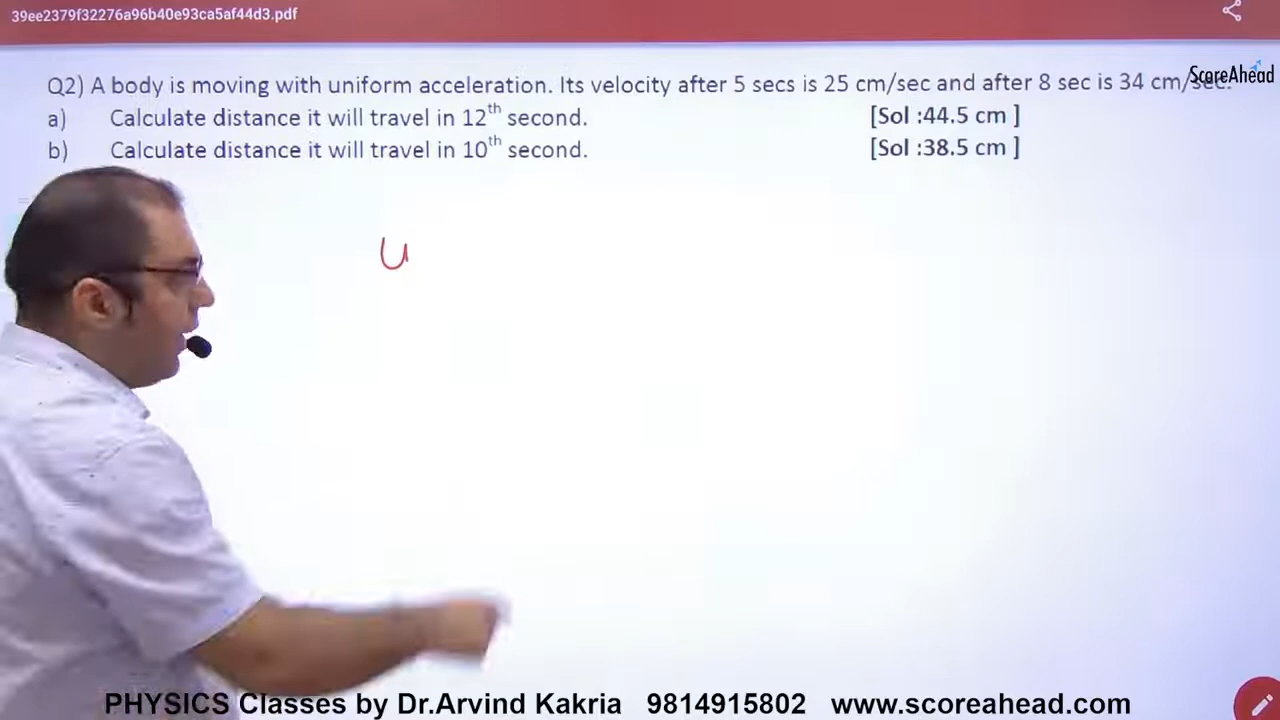 39ee2379f32276a96b40e93ca5af44d3.pdf
ScoreAhead
Q2) A body is moving with uniform acceleration. Its velocity after 5 secs is 25 cm/sec and after 8 sec is 34 cm/sec.
a) Calculate distance it will travel in 12th second. [Sol :44.5 cm ]
b) Calculate distance it will travel in 10th second. [Sol :38.5 cm ]
u
PHYSICS Classes by Dr.Arvind Kakria 9814915802 www.scoreahead.com